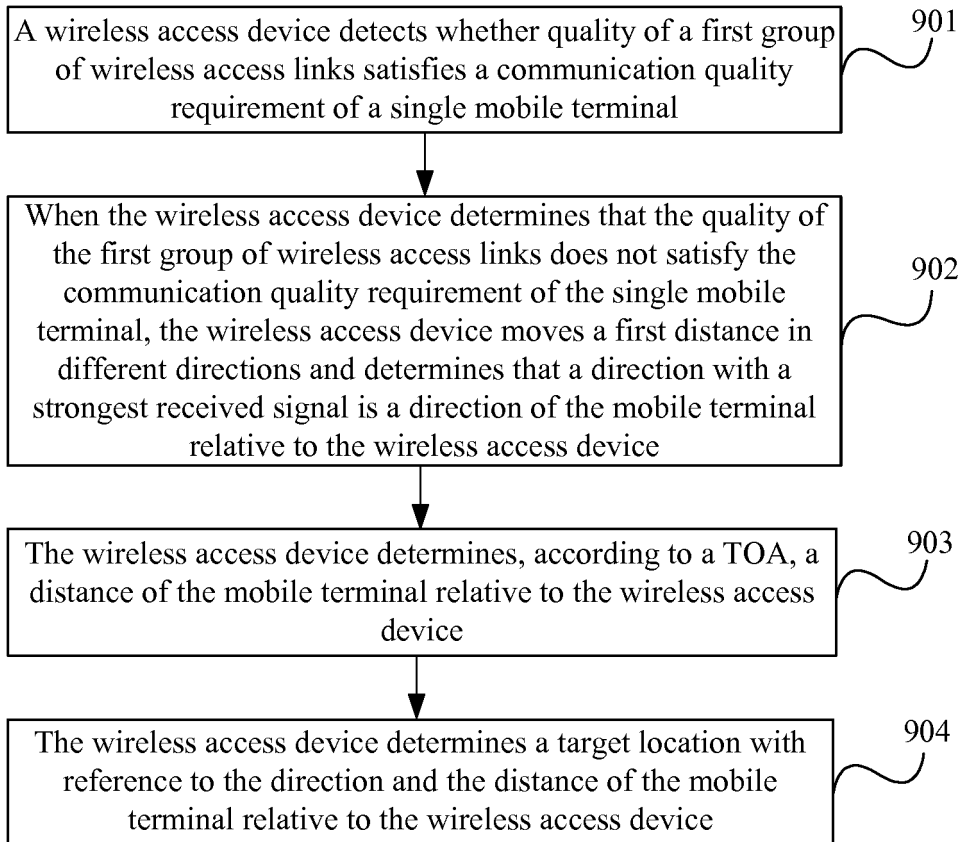 A wireless access device detects whether quality of a first group
of wireless access links satisfies a communication quality
requirement of a single mobile terminal
901
When the wireless access device determines that the quality of
the first group of wireless access links does not satisfy the
communication quality requirement of the single mobile
terminal, the wireless access device moves a first distance in
different directions and determines that a direction with a
strongest received signal is a direction of the mobile terminal
relative to the wireless access device
902
The wireless access device determines, according to a TOA, a
distance of the mobile terminal relative to the wireless access
device
903
The wireless access device determines a target location with
reference to the direction and the distance of the mobile
terminal relative to the wireless access device
904